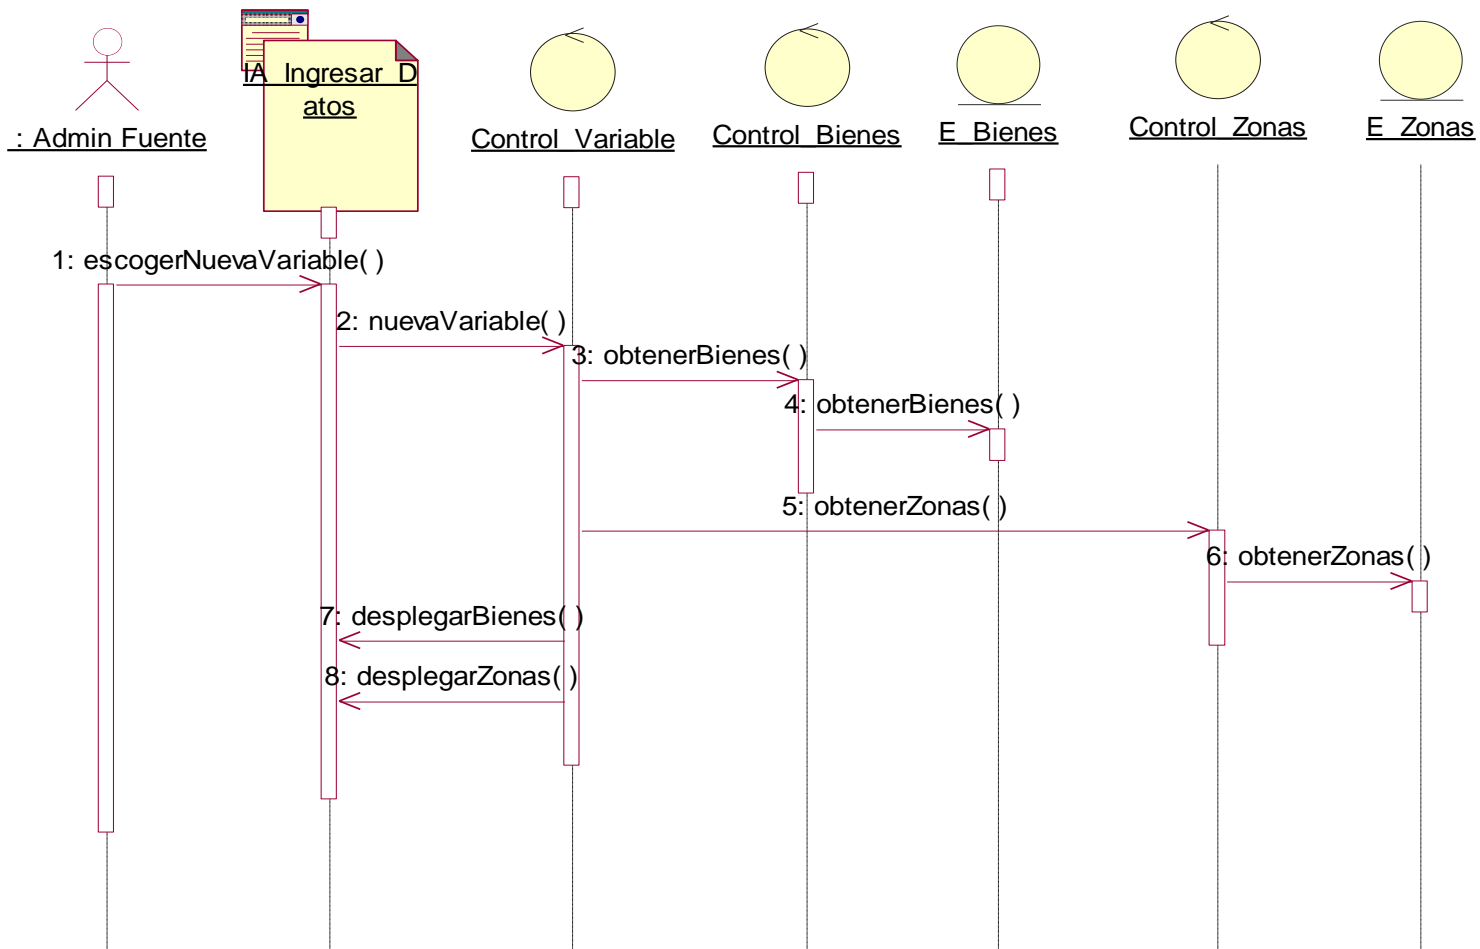 : Admin Fuente
IA_Ingresar_D
atos
Control_Variable
Control_Bienes
E_Bienes
Control_Zonas
E_Zonas
1: escogerNuevaVariable( )
2: nuevaVariable( )
3: obtenerBienes( )
4: obtenerBienes( )
5: obtenerZonas( )
6: obtenerZonas( )
7: desplegarBienes( )
8: desplegarZonas( )